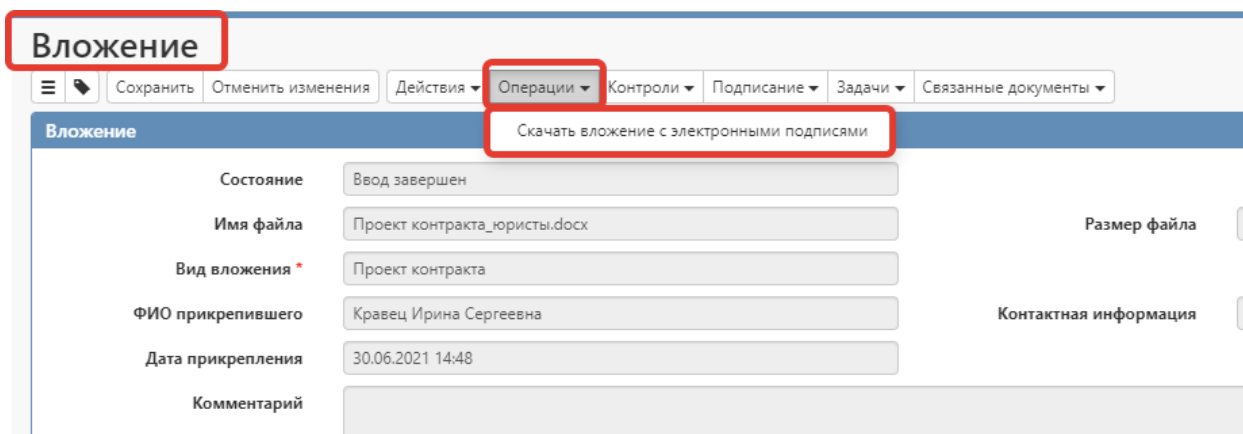 Вложение
Сохранить Отменить изменения Действия Операции Контроли Подписание Задачи Связанные документы
Вложение
Скачать вложение с электронными подписями
Состояние Ввод завершен
Имя файла Проект контракта_юристы.docx Размер файла
Вид вложения * Проект контракта
ФИО прикрепившего Кравец Ирина Сергеевна Контактная информация
Дата прикрепления 30.06.2021 14:48
Комментарий